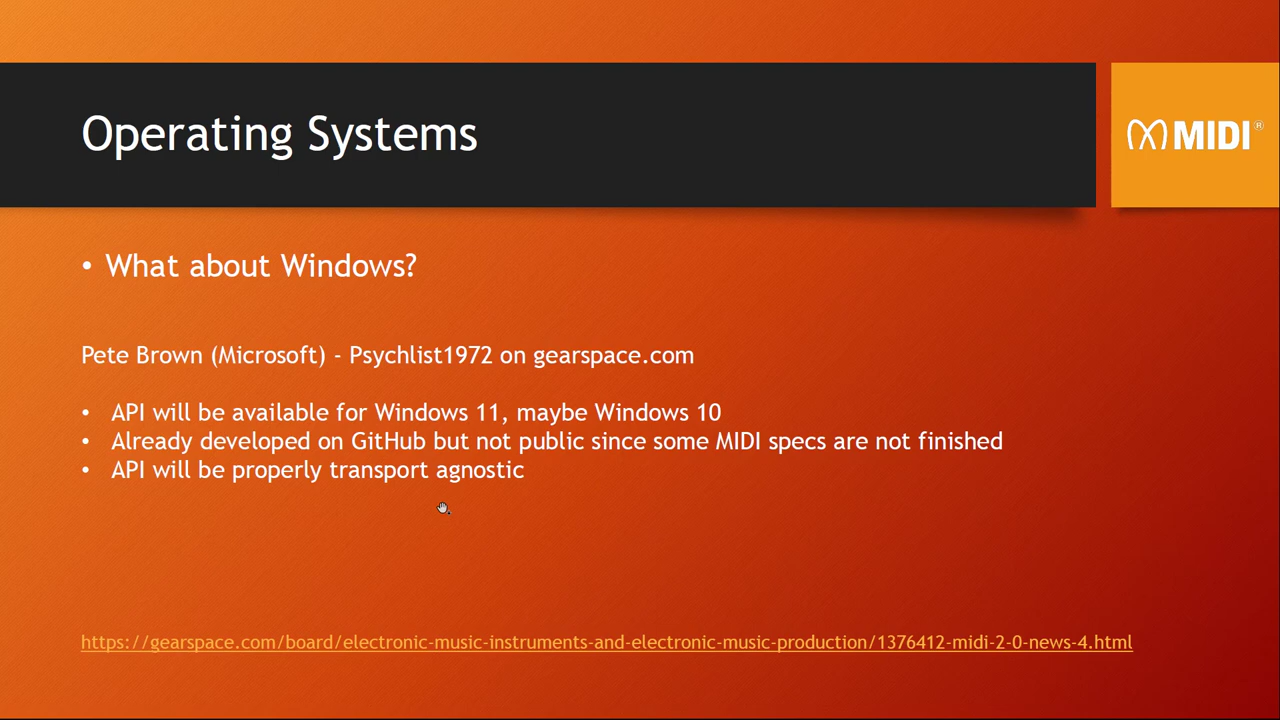 Operating Systems
MIDI®
• What about Windows?
Pete Brown (Microsoft) - Psychlist1972 on gearspace.com
• API will be available for Windows 11, maybe Windows 10
• Already developed on GitHub but not public since some MIDI specs are not finished
• API will be properly transport agnostic
https://gearspace.com/board/electronic-music-instruments-and-electronic-music-production/1376412-midi-2-0-news-4.html